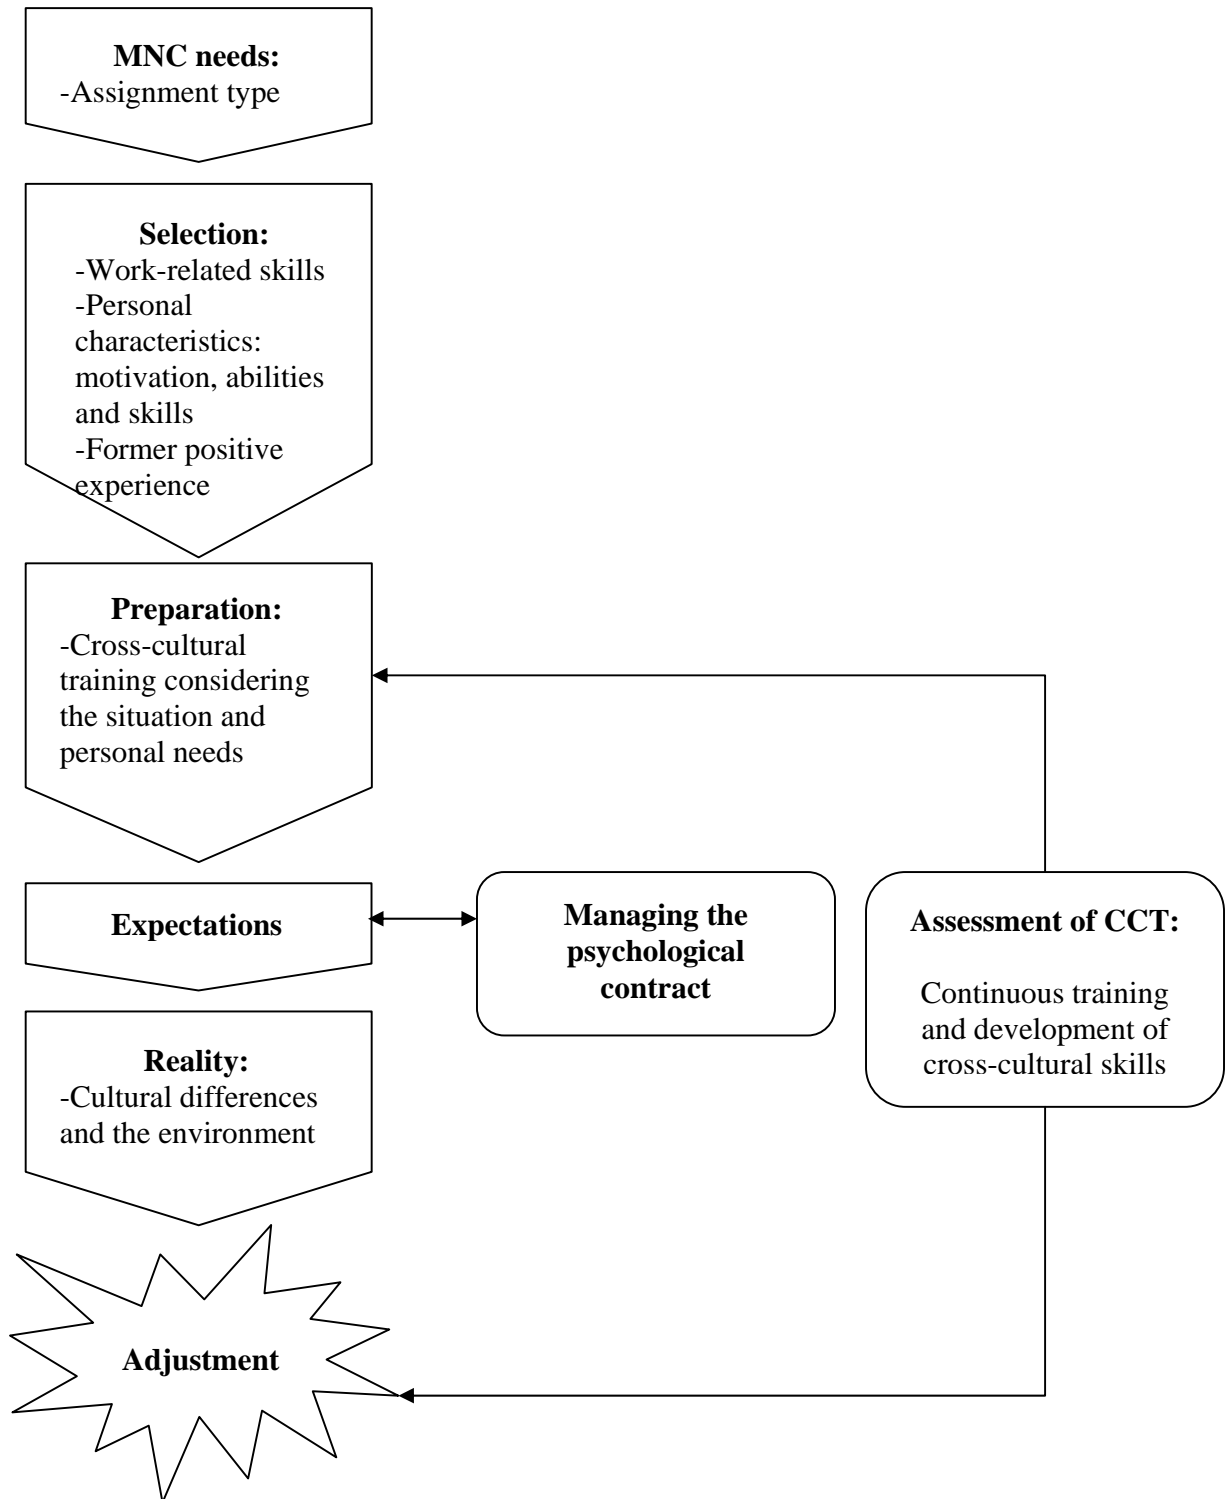 MNC needs:
-Assignment type
Selection:
-Work-related skills
-Personal
characteristics:
motivation, abilities
and skills
-Former positive
experience
Preparation:
-Cross-cultural
training considering
the situation and
personal needs
Expectations
Managing the
psychological
contract
Assessment of CCT:
Continuous training
and development of
cross-cultural skills
Reality:
-Cultural differences
and the environment
Adjustment